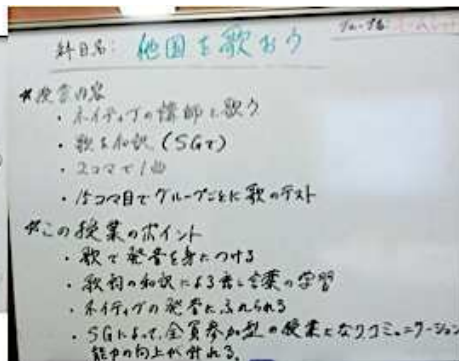 グループ名
科目名: 他国を歌おう
*授業内容
・ネイティブの講師と歌う
・歌を和訳 (SGで)
・2コマで1曲
・15コマ目でグループごとに歌のテスト
*この授業のポイント
・歌で発音を身につける
・歌詞の和訳による表と言葉の学習
・ネイティブの発音にふれられる
・SGによって、全員参加型の授業となりコミュニケーション
能力の向上が計れる。